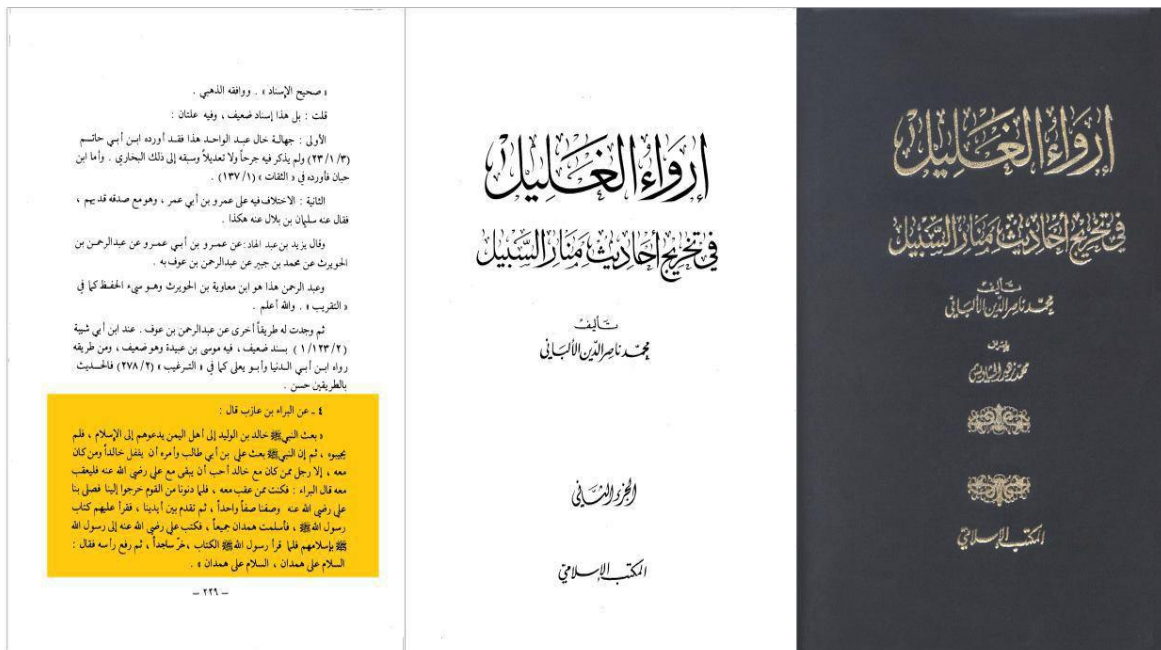 « صحيح الإسناد » . ووافقه الذهبي .
قلت : بل هذا إسناد ضعيف ، وفيه علتان :
الأولى : جهالة خال عبد الواحد هذا فقد أورده ابن أبي حاتم
(٢٣/١/٣) ولم يذكر فيه جرحاً ولا تعديلاً وسبقه إلى ذلك البخاري . وأما ابن
حبان فأورده في « الثقات » (١٣٧/١) .
الثانية : الاختلاف فيه على عمرو بن أبي عمر ، وهو مع صدقه قد يهم ،
فقال عنه سليمان بن بلال عنه هكذا .
وقال يزيد بن عبد الهاد : عن عمرو بن أبي عمرو عن عبدالرحمن بن
الحويرث عن محمد بن جبير عن عبدالرحمن بن عوف به .
وعبد الرحمن هذا هو ابن معاوية بن الحويرث وهو سيء الحفظ كما في
« التقريب » . والله أعلم .
ثم وجدت له طريقاً أخرى عن عبدالرحمن بن عوف . عند ابن أبي شيبة
(١/١٢٣/٢) بسند ضعيف ، فيه موسى بن عبيدة وهو ضعيف ، ومن طريقه
رواه ابن أبي الدنيا وأبو يعلى كما في « الترغيب » (٢٧٨/٢) فالحديث
بالطريقين حسن .
٤ ـ عن البراء بن عازب قال :
« بعث النبي ﷺ خالد بن الوليد إلى أهل اليمن يدعوهم إلى الإسلام ، فلم
يجيبوه ، ثم إن النبي ﷺ بعث علي بن أبي طالب وأمره أن يقفل خالداً ومن كان
معه ، إلا رجل ممن كان مع خالد أحب أن يبقى مع علي رضي الله عنه فليعقب
معه قال البراء : فكنت ممن عقب معه ، فلما دنونا من القوم خرجوا إلينا فصلى بنا
علي رضي الله عنه وصفنا صفاً واحداً ، ثم تقدم بين أيدينا ، فقرأ عليهم كتاب
رسول الله ﷺ ، فأسلمت همدان جميعاً ، فكتب علي رضي الله عنه إلى رسول الله
ﷺ بإسلامهم فلما قرأ رسول الله ﷺ الكتاب ، خرّ ساجداً ، ثم رفع رأسه فقال :
السلام على همدان ، السلام على همدان » .
– ٢٢٩ –
إرواء الغليل
في تخريج أحاديث منار السبيل
تأليف
محمد ناصر الدين الألباني
الجزء الثاني
المكتب الإسلامي
إرواء الغليل
في تخريج أحاديث منار السبيل
تأليف
محمد ناصر الدين الألباني
بإشراف
محمد زهير الشاويش
المكتب الإسلامي